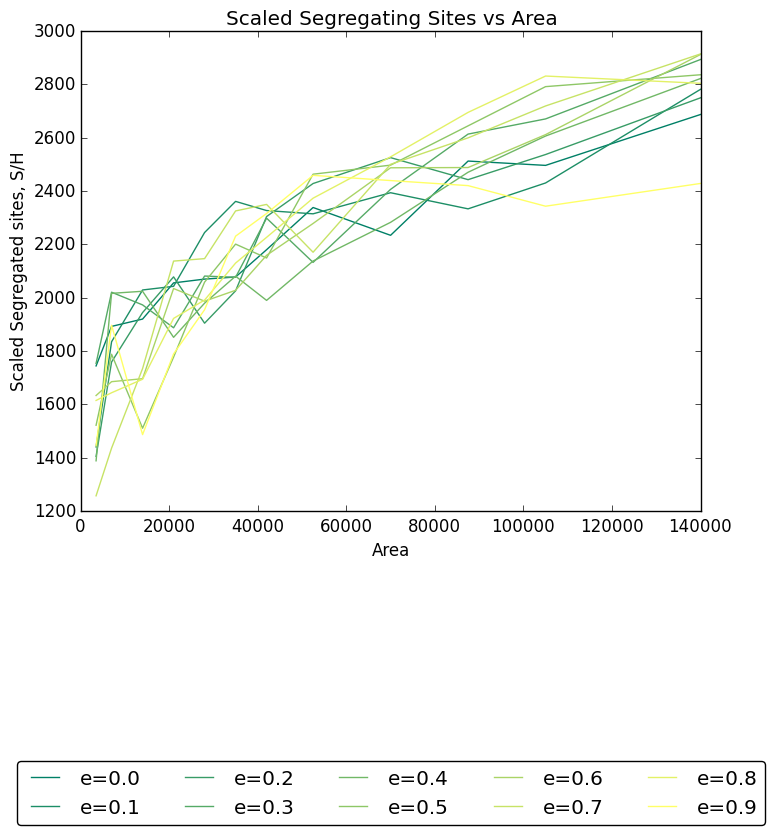 Scaled Segregating Sites vs Area
3000
2800
2600
2400
2200
2000
1800
1600
1400
1200
Scaled Segregated sites, S/H
0 20000 40000 60000 80000 100000 120000 140000
Area
e=0.0 e=0.2 e=0.4 e=0.6 e=0.8
e=0.1 e=0.3 e=0.5 e=0.7 e=0.9